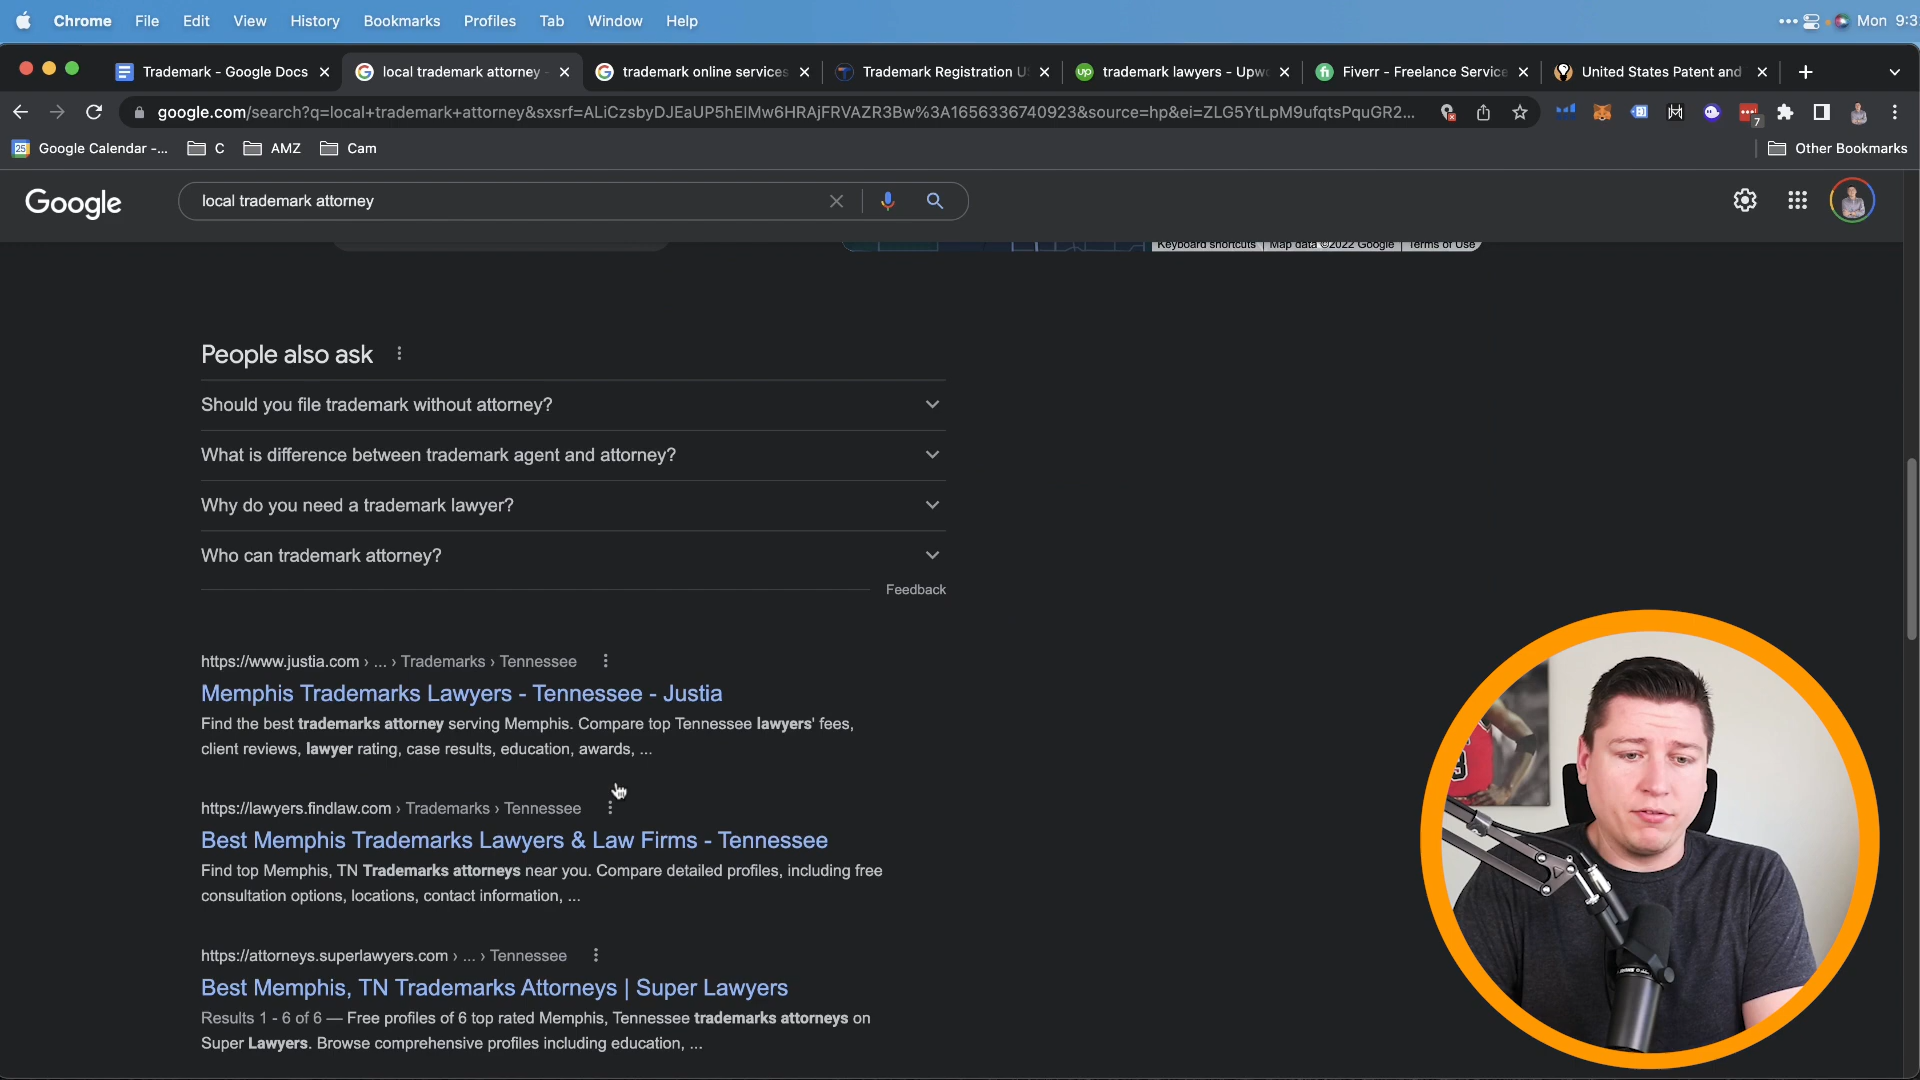 Chrome File Edit View History Bookmarks Profiles Tab Window Help Mon 9:3
Trademark - Google Docs local trademark attorney - trademark online services Trademark Registration U trademark lawyers - Upwo Fiverr - Freelance Service United States Patent and
google.com/search?q=local+trademark+attorney&sxsrf=ALiCzsbyDJEaUP5hEIMw6HRAjFRVAZR3Bw%3A1656336740923&source=hp&ei=ZLG5YtLpM9ufqtsPquGR2... 7
25 Google Calendar -... C AMZ Cam Other Bookmarks
Google local trademark attorney
Keyboard shortcuts Map data ©2022 Google Terms of Use
People also ask
Should you file trademark without attorney?
What is difference between trademark agent and attorney?
Why do you need a trademark lawyer?
Who can trademark attorney?
Feedback
https://www.justia.com › ... › Trademarks › Tennessee
Memphis Trademarks Lawyers - Tennessee - Justia
Find the best trademarks attorney serving Memphis. Compare top Tennessee lawyers' fees,
client reviews, lawyer rating, case results, education, awards, ...
https://lawyers.findlaw.com › Trademarks › Tennessee
Best Memphis Trademarks Lawyers & Law Firms - Tennessee
Find top Memphis, TN Trademarks attorneys near you. Compare detailed profiles, including free
consultation options, locations, contact information, ...
https://attorneys.superlawyers.com › ... › Tennessee
Best Memphis, TN Trademarks Attorneys | Super Lawyers
Results 1 - 6 of 6 — Free profiles of 6 top rated Memphis, Tennessee trademarks attorneys on
Super Lawyers. Browse comprehensive profiles including education, ...